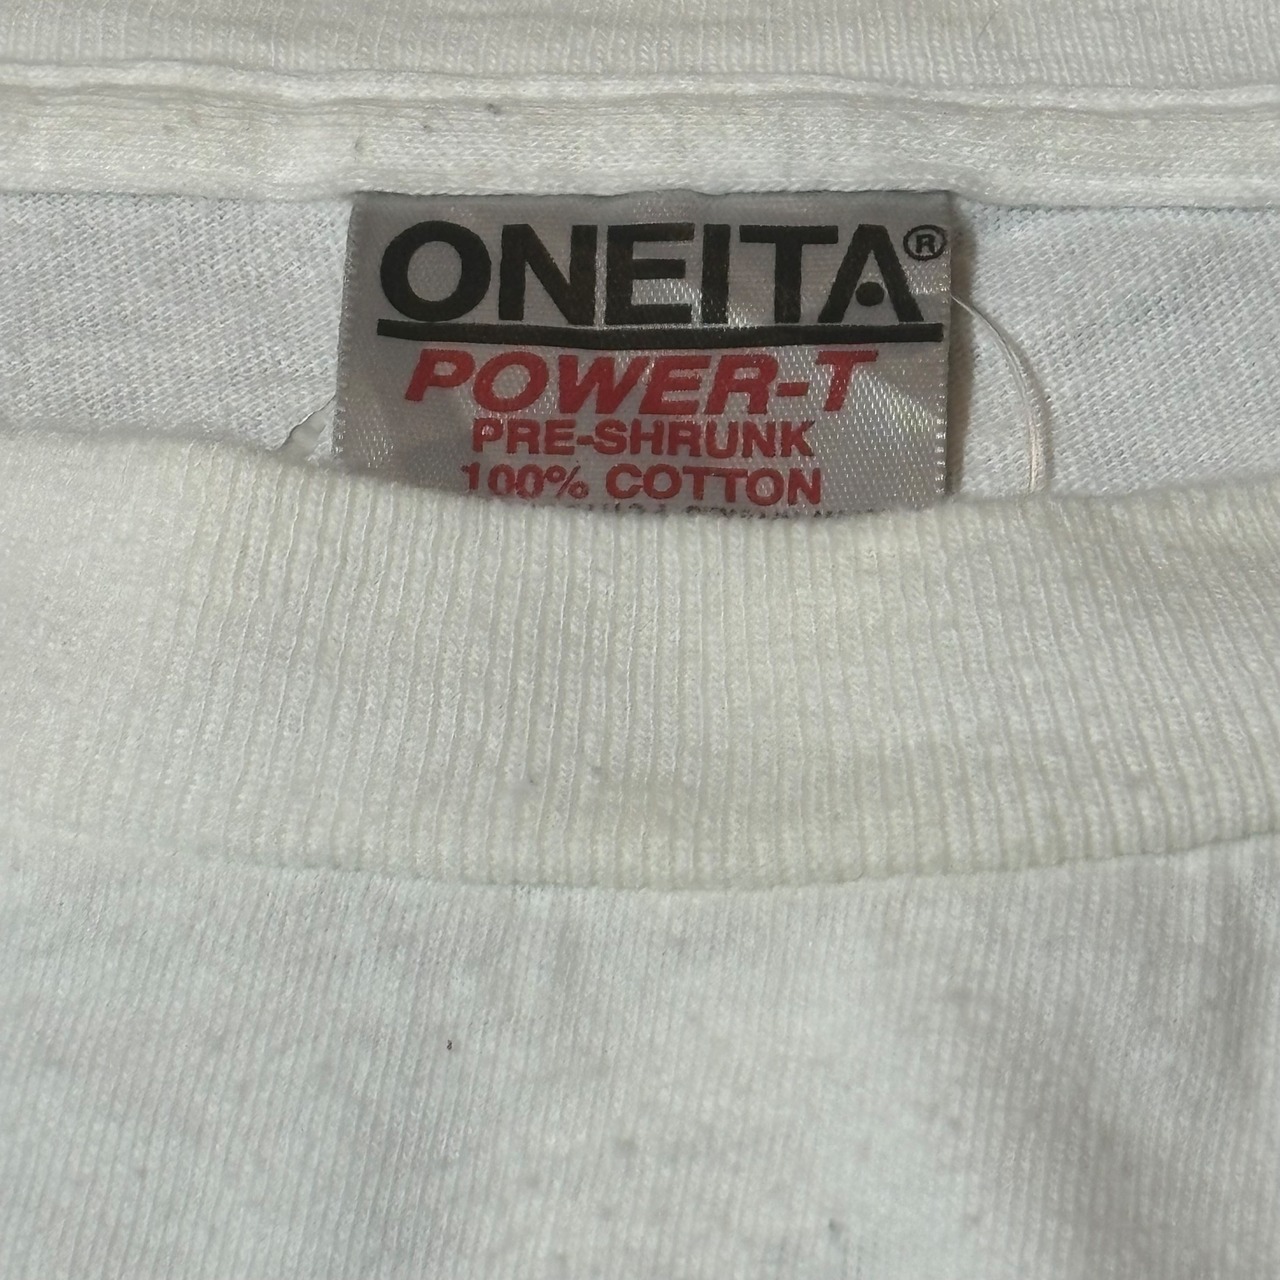 ONEITA®
POWER-T
PRE-SHRUNK
100% COTTON